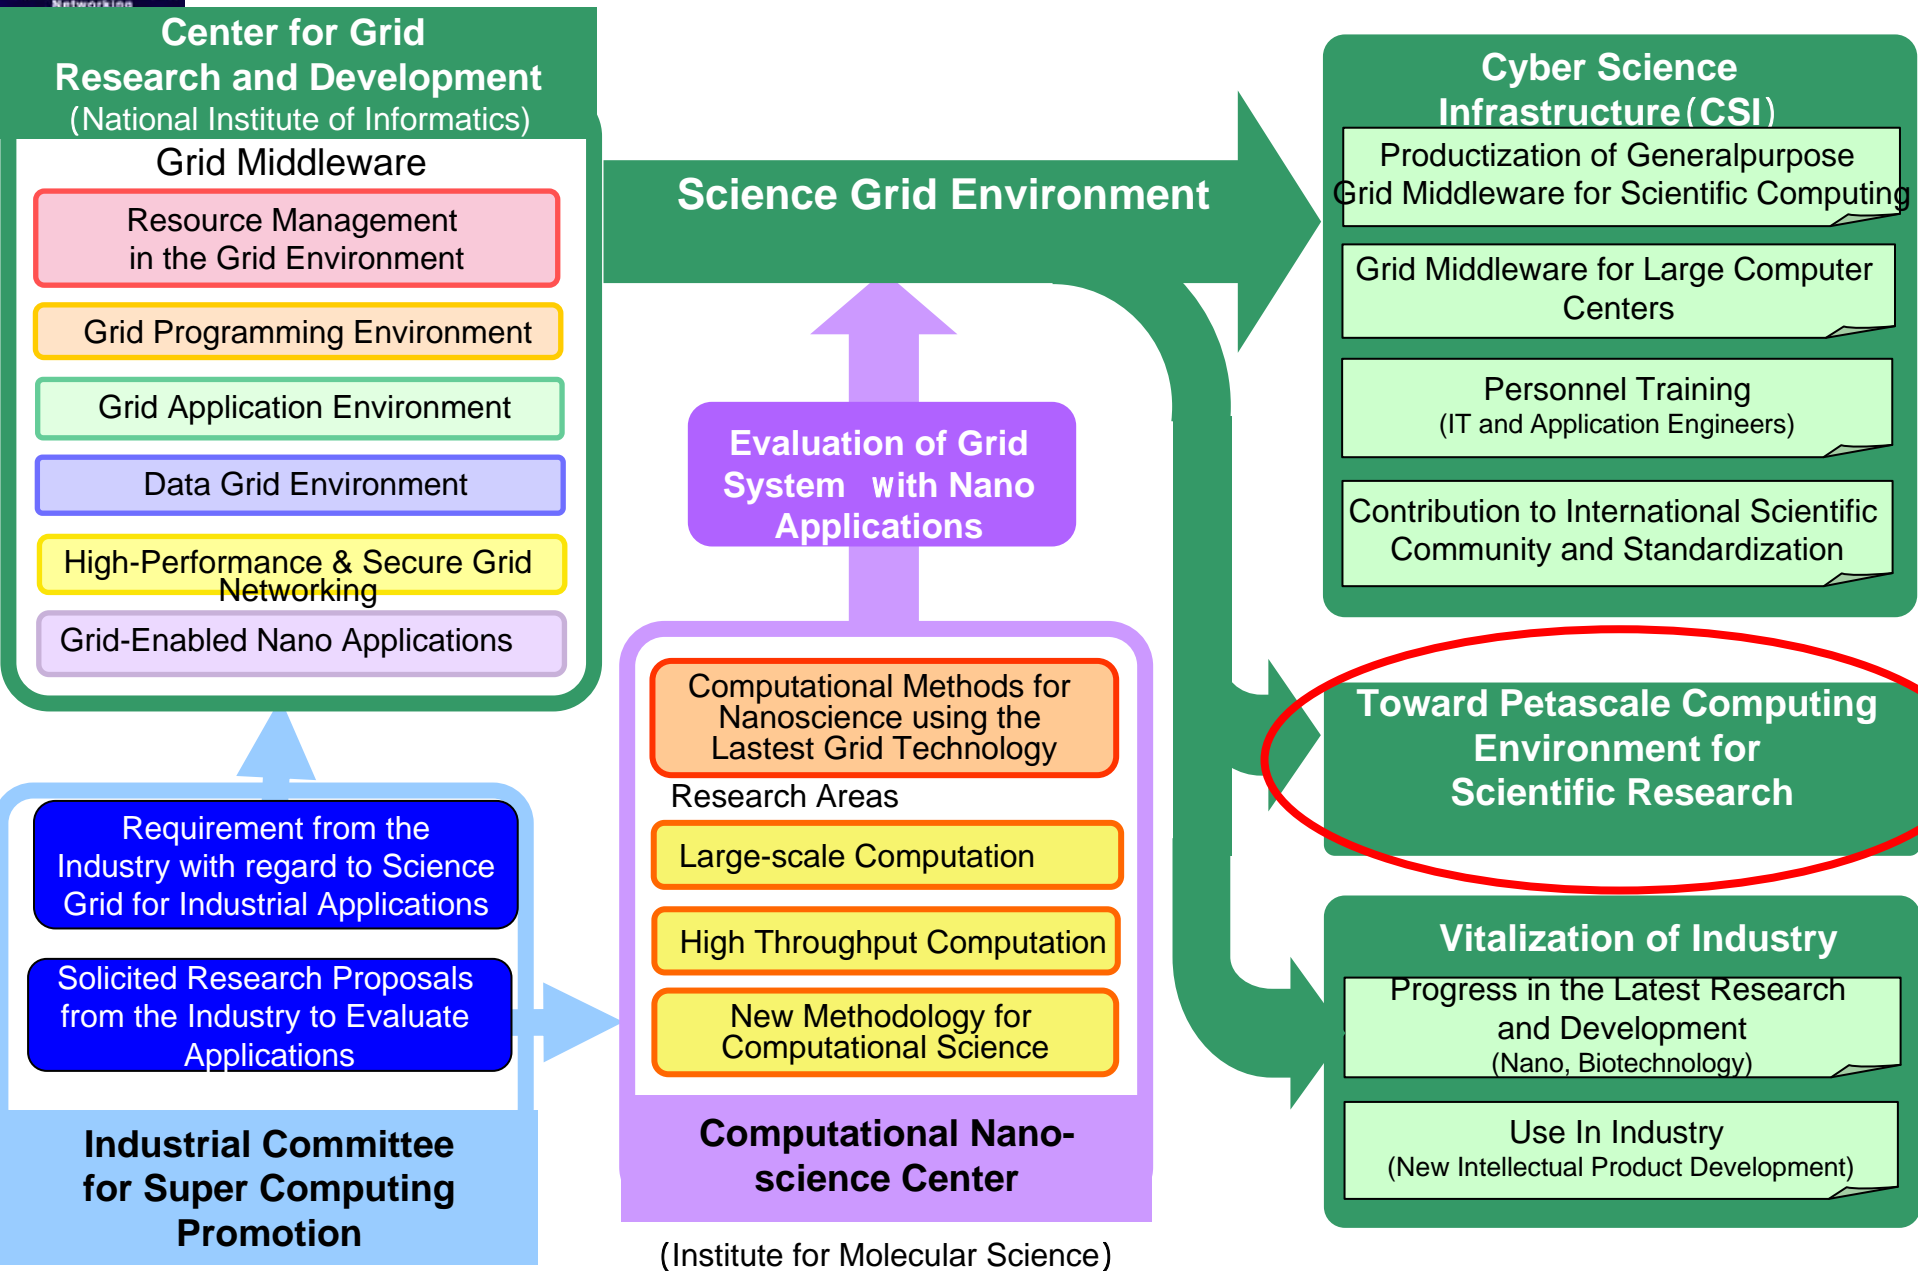 Networking
Center for Grid
Research and Development
(National Institute of Informatics)
Grid Middleware
Resource Management
in the Grid Environment
Grid Programming Environment
Grid Application Environment
Data Grid Environment
High-Performance & Secure Grid
Networking
Grid-Enabled Nano Applications
Requirement from the
Industry with regard to Science
Grid for Industrial Applications
Solicited Research Proposals
from the Industry to Evaluate
Applications
Industrial Committee
for Super Computing
Promotion
Science Grid Environment
Evaluation of Grid
System with Nano
Applications
Computational Methods for
Nanoscience using the
Lastest Grid Technology
Research Areas
Large-scale Computation
High Throughput Computation
New Methodology for
Computational Science
Computational Nano-
science Center
(Institute for Molecular Science)
Cyber Science
Infrastructure(CSI)
Productization of Generalpurpose
Grid Middleware for Scientific Computing
Grid Middleware for Large Computer
Centers
Personnel Training
(IT and Application Engineers)
Contribution to International Scientific
Community and Standardization
Toward Petascale Computing
Environment for
Scientific Research
Vitalization of Industry
Progress in the Latest Research
and Development
(Nano, Biotechnology)
Use In Industry
(New Intellectual Product Development)